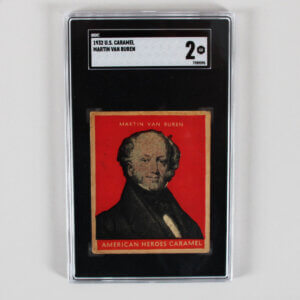 1932 U.S. CARAMEL
MARTIN VAN BUREN
2
MARTIN VAN BUREN
AMERICAN HEROES CARAMEL